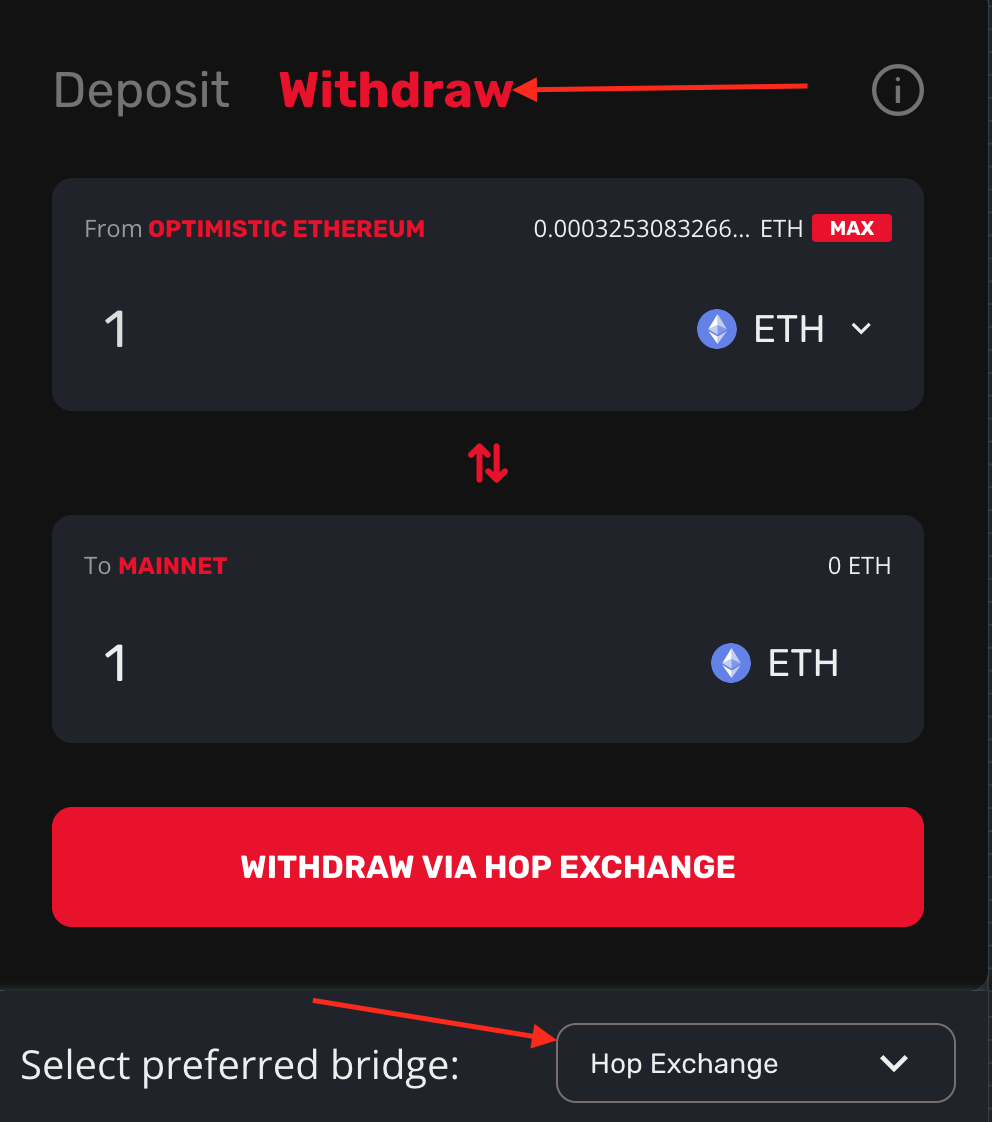 Deposit Withdraw
From OPTIMISTIC ETHEREUM 0.0003253083266... ETH MAX
1 ETH
To MAINNET 0 ETH
1 ETH
WITHDRAW VIA HOP EXCHANGE
Select preferred bridge: Hop Exchange